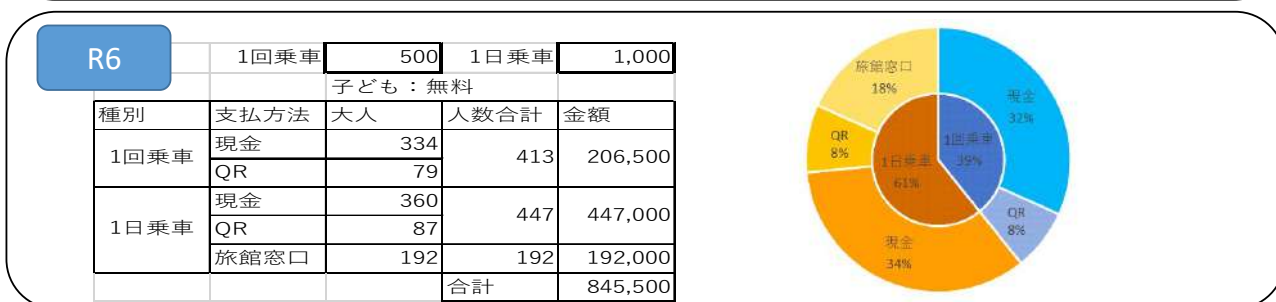 R6
1回乗車 500 1日乗車 1,000
子ども：無料
種別 支払方法 大人 人数合計 金額
1回乗車 現金 334 413 206,500
QR 79
1日乗車 現金 360 447 447,000
QR 87
旅館窓口 192 192 192,000
合計 845,500
旅館窓口
18%
現金
32%
QR
8%
1日乗車
61%
1回乗車
39%
QR
8%
現金
34%